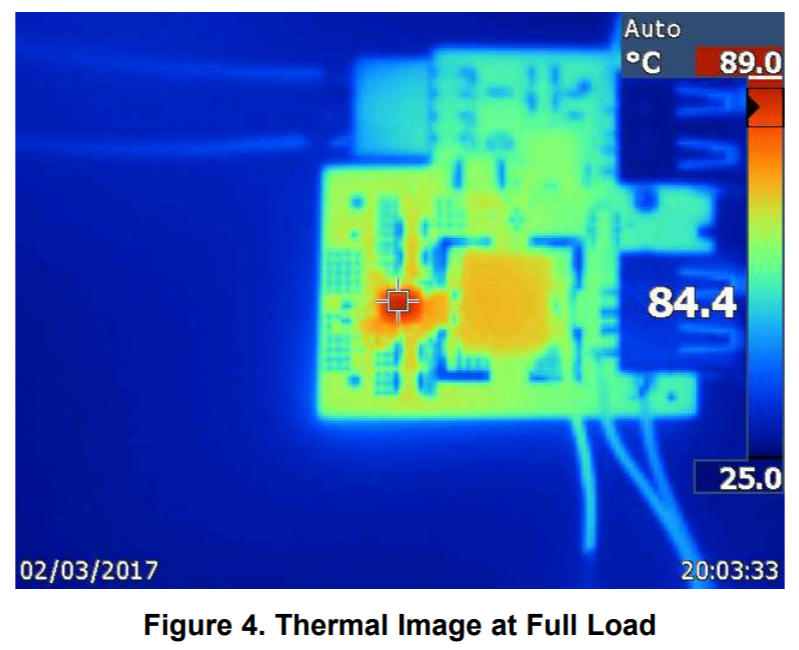 Auto
°C 89.0
84.4
25.0
02/03/2017 20:03:33
Figure 4. Thermal Image at Full Load